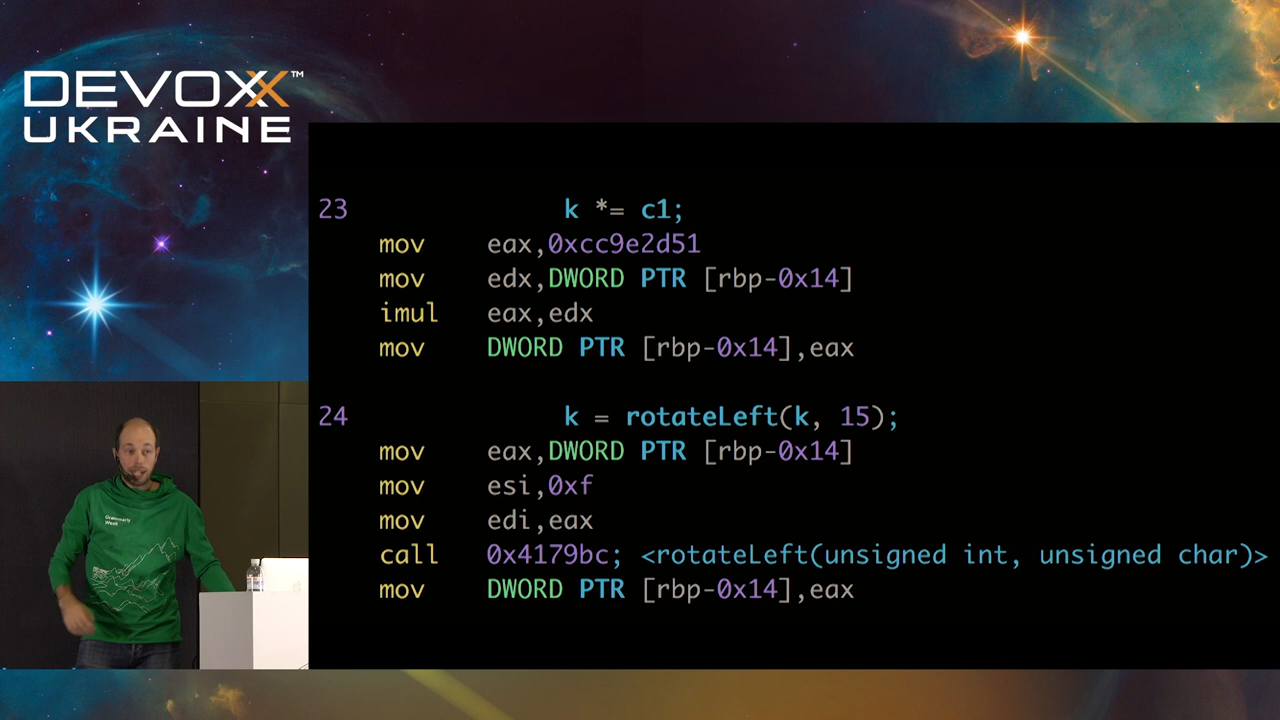 DEVOXX™
UKRAINE
23 k *= c1;
mov eax,0xcc9e2d51
mov edx,DWORD PTR [rbp-0x14]
imul eax,edx
mov DWORD PTR [rbp-0x14],eax
24 k = rotateLeft(k, 15);
mov eax,DWORD PTR [rbp-0x14]
mov esi,0xf
mov edi,eax
call 0x4179bc; <rotateLeft(unsigned int, unsigned char)>
mov DWORD PTR [rbp-0x14],eax
Grammarly
Week